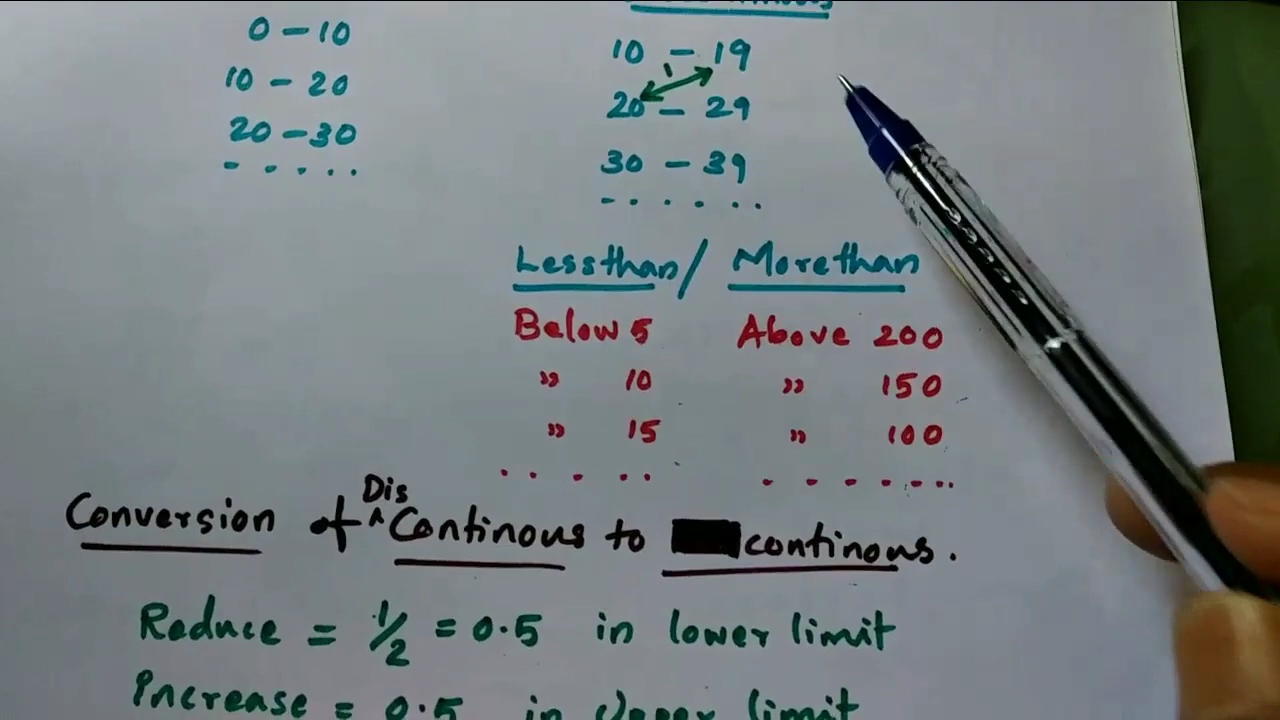 0 – 10
10 – 20
20 – 30
- . . . .
10 – 19
1
20 – 29
30 – 39
- . . . . .
Lessthan / Morethan
Below 5 Above 200
" 10 " 150
" 15 " 100
. . . . . . . . . . . .
Conversion of ^Dis Continous to continous.
Reduce = 1/2 = 0.5 in lower limit
Increase = 0.5 in Upper limit